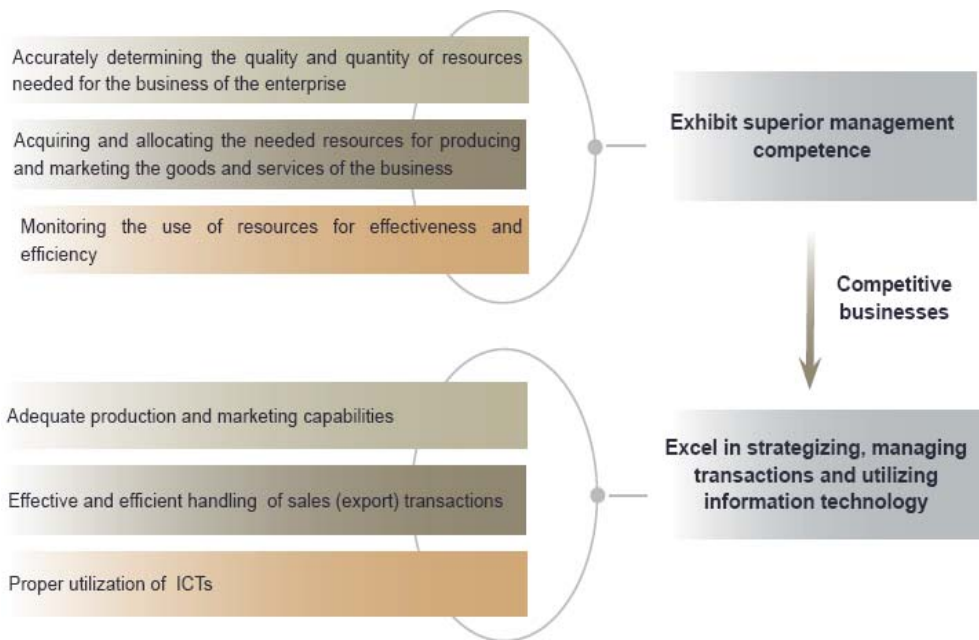 Accurately determining the quality and quantity of resources
needed for the business of the enterprise
Acquiring and allocating the needed resources for producing
and marketing the goods and services of the business
Monitoring the use of resources for effectiveness and
efficiency
Exhibit superior management
competence
Competitive
businesses
Adequate production and marketing capabilities
Effective and efficient handling of sales (export) transactions
Proper utilization of ICTs
Excel in strategizing, managing
transactions and utilizing
information technology